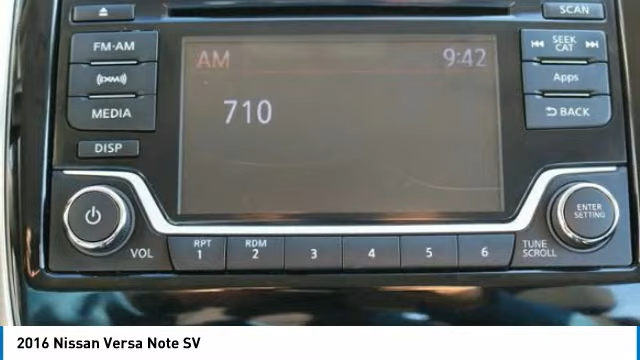 SCAN
FM·AM
SEEK
CAT
AM 9:42
((XM))
Apps
710
MEDIA
BACK
DISP
ENTER
SETTING
VOL
RPT
1
RDM
2
3
4
5
6
TUNE
SCROLL
2016 Nissan Versa Note SV